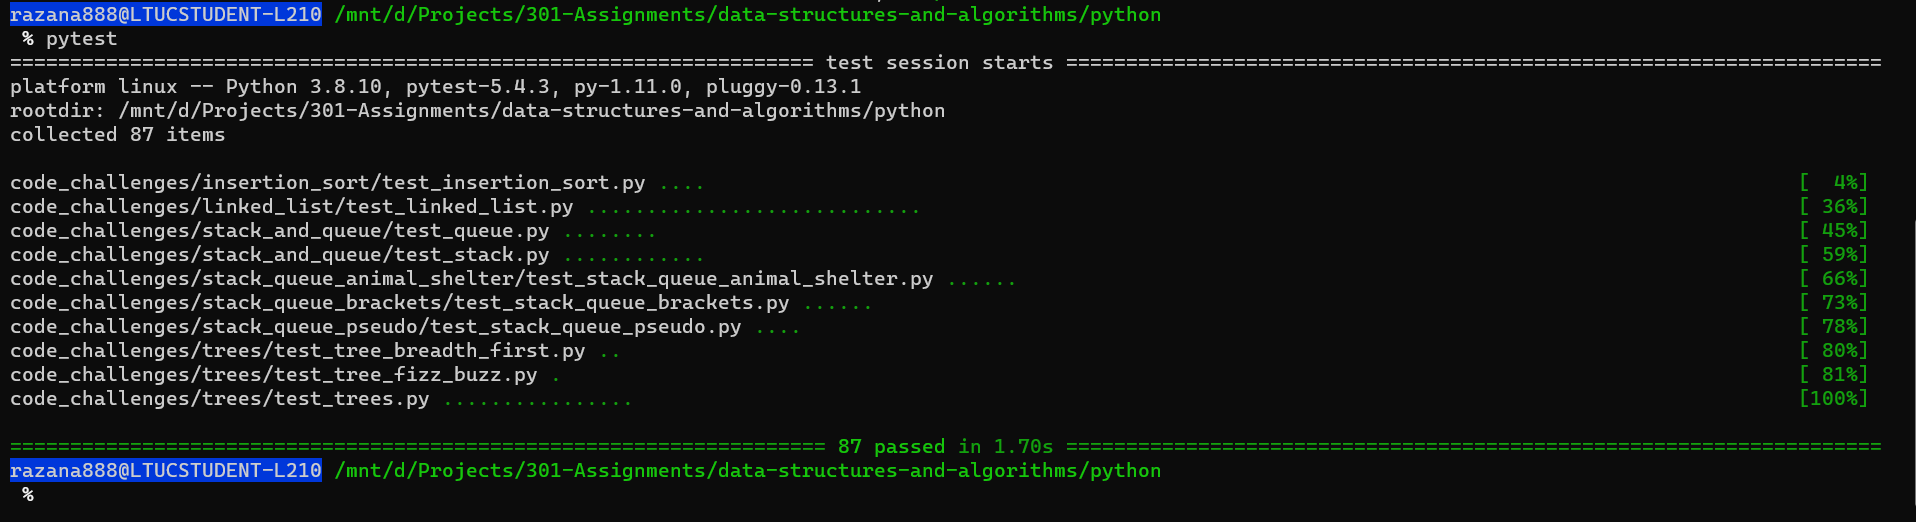 razana888@LTUCSTUDENT-L210 /mnt/d/Projects/301-Assignments/data-structures-and-algorithms/python
% pytest
=================================================================== test session starts ====================================================================
platform linux -- Python 3.8.10, pytest-5.4.3, py-1.11.0, pluggy-0.13.1
rootdir: /mnt/d/Projects/301-Assignments/data-structures-and-algorithms/python
collected 87 items
code_challenges/insertion_sort/test_insertion_sort.py .... [  4%]
code_challenges/linked_list/test_linked_list.py ............................ [ 36%]
code_challenges/stack_and_queue/test_queue.py ........ [ 45%]
code_challenges/stack_and_queue/test_stack.py ............ [ 59%]
code_challenges/stack_queue_animal_shelter/test_stack_queue_animal_shelter.py ...... [ 66%]
code_challenges/stack_queue_brackets/test_stack_queue_brackets.py ...... [ 73%]
code_challenges/stack_queue_pseudo/test_stack_queue_pseudo.py .... [ 78%]
code_challenges/trees/test_tree_breadth_first.py .. [ 80%]
code_challenges/trees/test_tree_fizz_buzz.py . [ 81%]
code_challenges/trees/test_trees.py ................ [100%]
==================================================================== 87 passed in 1.70s ====================================================================
razana888@LTUCSTUDENT-L210 /mnt/d/Projects/301-Assignments/data-structures-and-algorithms/python
%